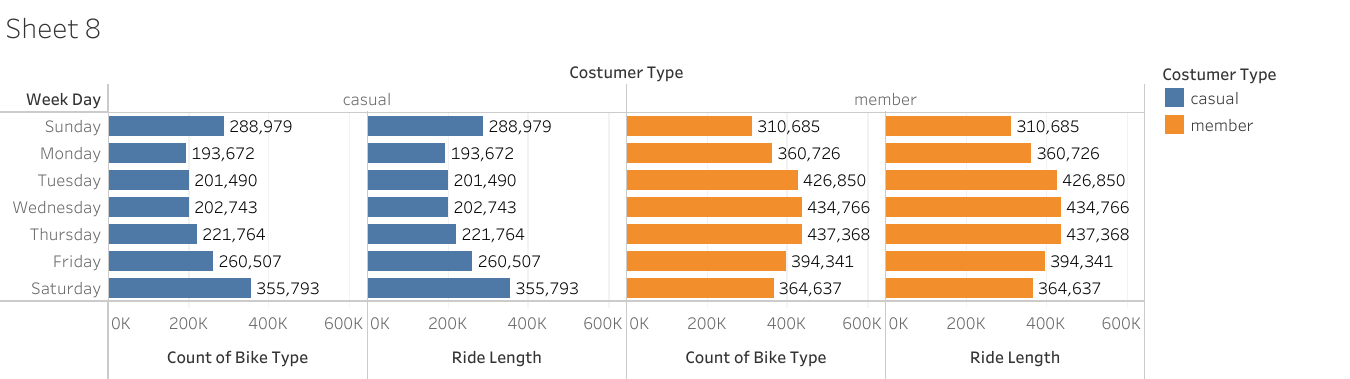 Sheet 8
Costumer Type
Week Day casual member
Sunday 288,979 288,979 310,685 310,685
Monday 193,672 193,672 360,726 360,726
Tuesday 201,490 201,490 426,850 426,850
Wednesday 202,743 202,743 434,766 434,766
Thursday 221,764 221,764 437,368 437,368
Friday 260,507 260,507 394,341 394,341
Saturday 355,793 355,793 364,637 364,637
0K 200K 400K 600K 0K 200K 400K 600K 0K 200K 400K 600K 0K 200K 400K 600K
Count of Bike Type Ride Length Count of Bike Type Ride Length
Costumer Type
casual
member